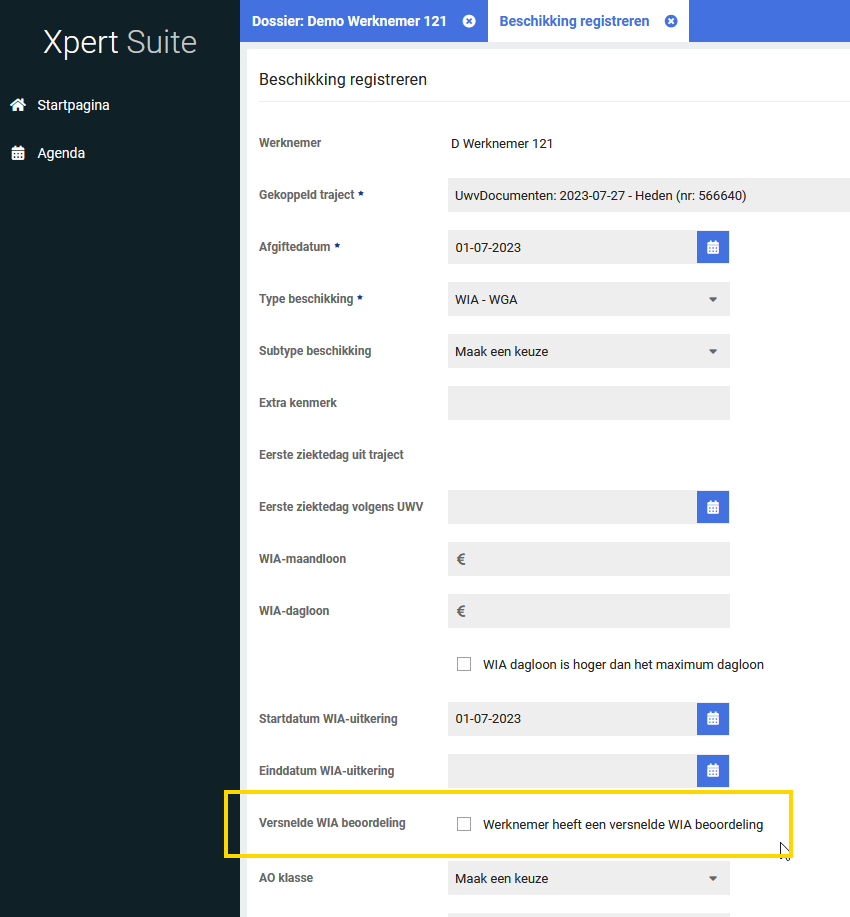 Xpert Suite
Startpagina
Agenda
Dossier: Demo Werknemer 121
Beschikking registreren
Beschikking registreren
Werknemer D Werknemer 121
Gekoppeld traject * UwvDocumenten: 2023-07-27 - Heden (nr: 566640)
Afgiftedatum * 01-07-2023
Type beschikking * WIA - WGA
Subtype beschikking Maak een keuze
Extra kenmerk
Eerste ziektedag uit traject
Eerste ziektedag volgens UWV
WIA-maandloon €
WIA-dagloon €
WIA dagloon is hoger dan het maximum dagloon
Startdatum WIA-uitkering 01-07-2023
Einddatum WIA-uitkering
Versnelde WIA beoordeling Werknemer heeft een versnelde WIA beoordeling
AO klasse Maak een keuze